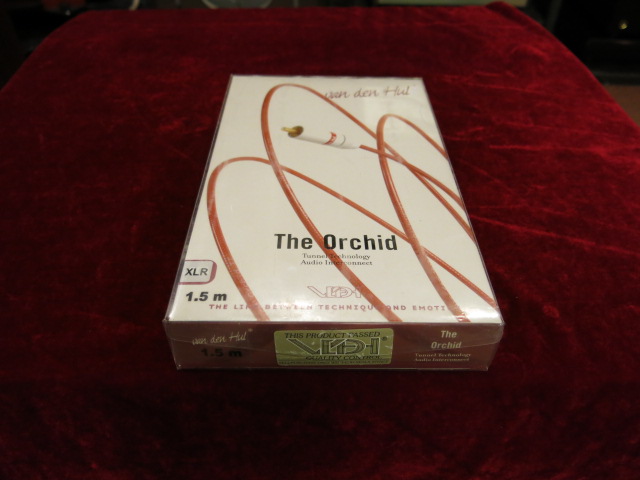 van den Hul
The Orchid
Tunnel Technology
Audio Interconnect
XLR
1.5 m
VDH
THE LINK BETWEEN TECHNIQUE AND EMOTI
van den Hul
1.5 m
THIS PRODUCT PASSED
VDH®
QUALITY CONTROL
The
Orchid
Tunnel Technology
Audio Interconnect